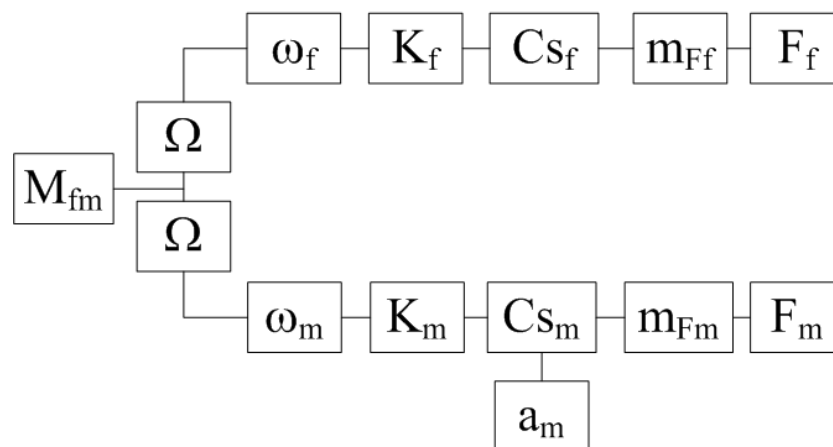 ω_f K_f Cs_f m_Ff F_f
Ω
M_fm
Ω
ω_m K_m Cs_m m_Fm F_m
a_m